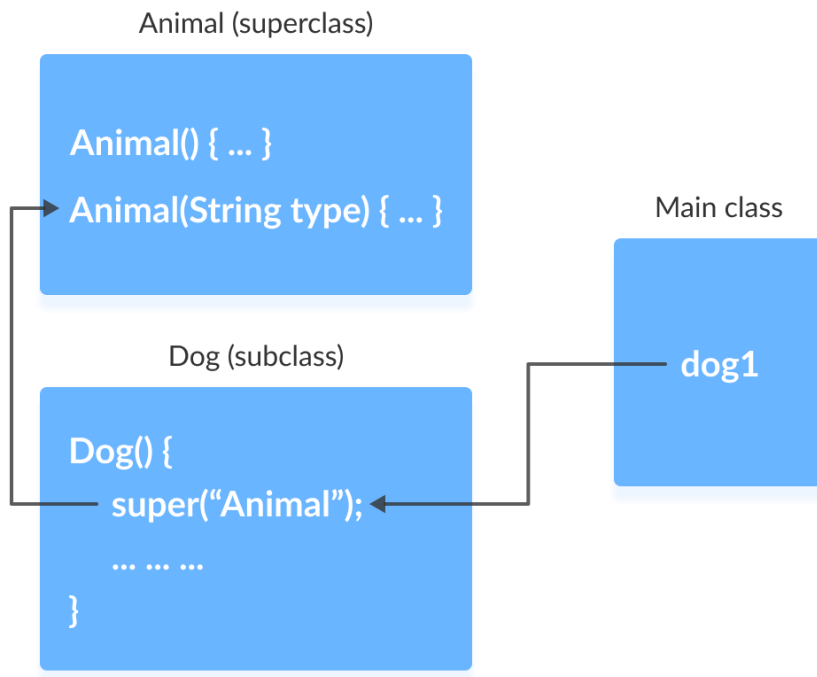 Animal (superclass)
Animal() { ... }
Animal(String type) { ... }
Main class
dog1
Dog (subclass)
Dog() {
super(“Animal”);
... ... ...
}